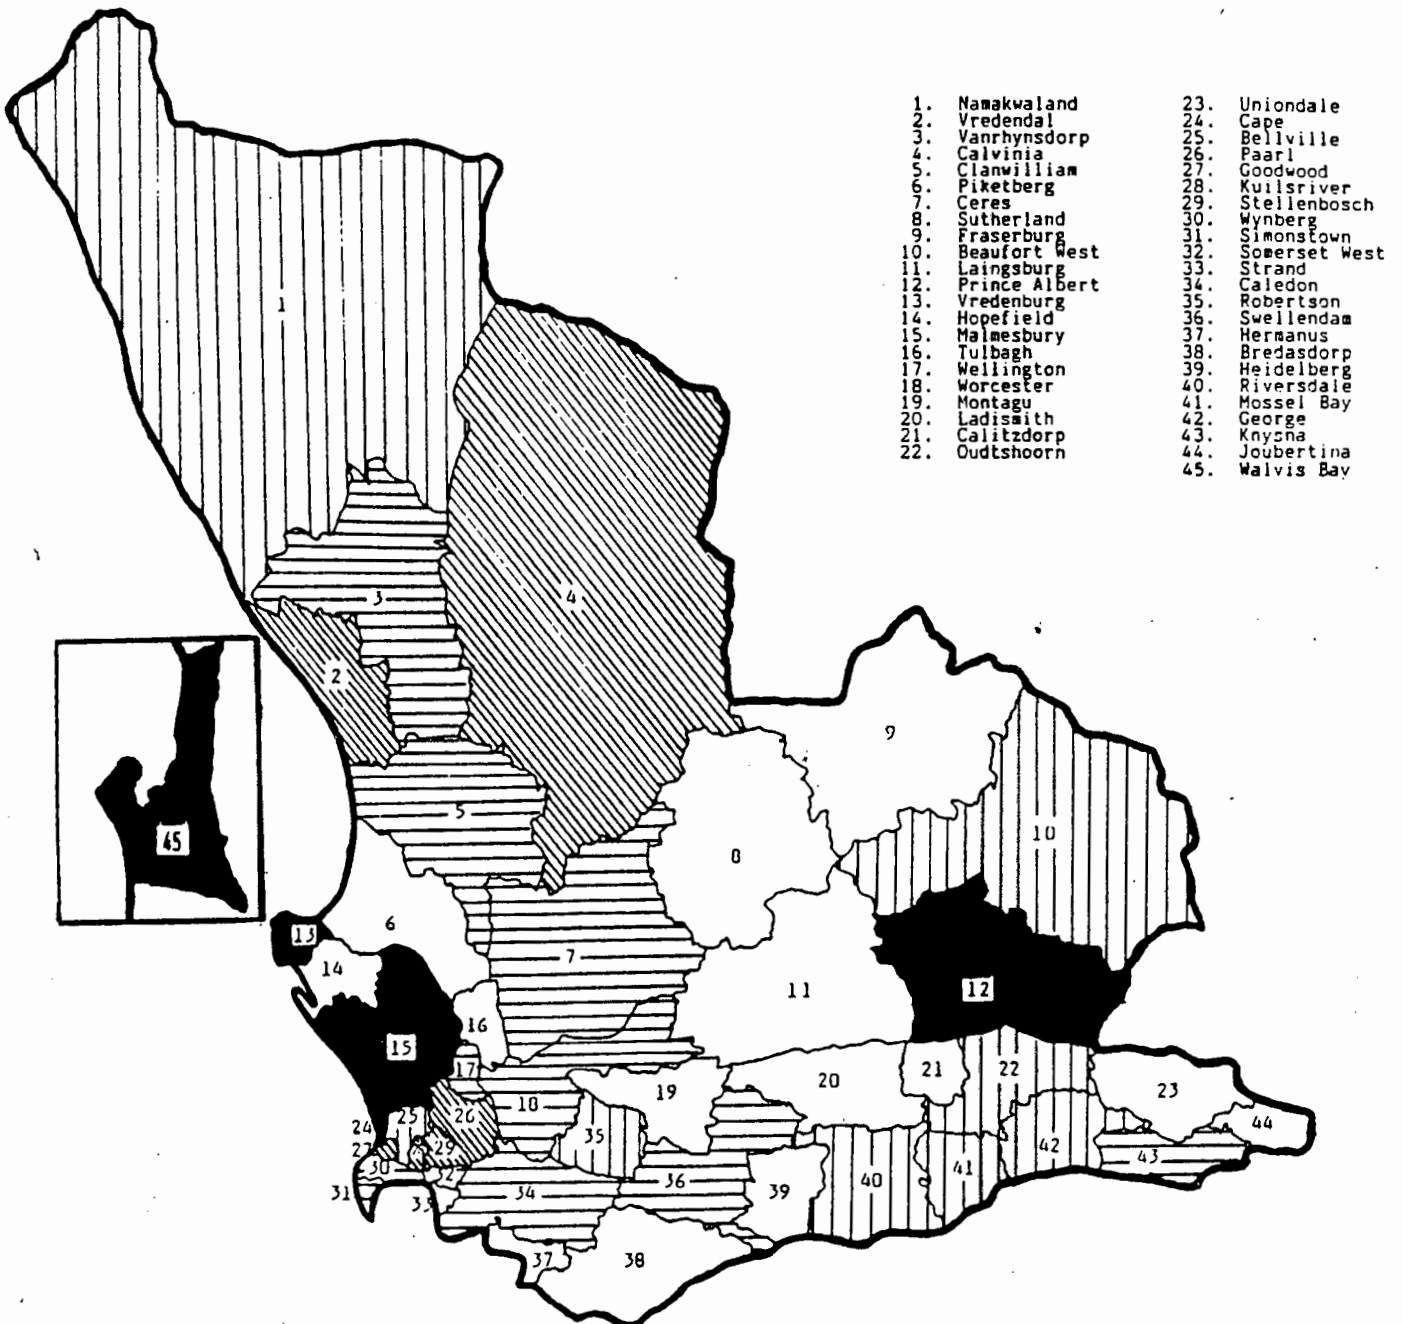 1. Namakwaland
2. Vredendal
3. Vanrhynsdorp
4. Calvinia
5. Clanwilliam
6. Piketberg
7. Ceres
8. Sutherland
9. Fraserburg
10. Beaufort West
11. Laingsburg
12. Prince Albert
13. Vredenburg
14. Hopefield
15. Malmesbury
16. Tulbagh
17. Wellington
18. Worcester
19. Montagu
20. Ladismith
21. Calitzdorp
22. Oudtshoorn
23. Uniondale
24. Cape
25. Bellville
26. Paarl
27. Goodwood
28. Kuilsriver
29. Stellenbosch
30. Wynberg
31. Simonstown
32. Somerset West
33. Strand
34. Caledon
35. Robertson
36. Swellendam
37. Hermanus
38. Bredasdorp
39. Heidelberg
40. Riversdale
41. Mossel Bay
42. George
43. Knysna
44. Joubertina
45. Walvis Bay
1
3
4
2
9
5
10
45
8
6
13
7
14
12
11
16
15
17
22
21
20
23
19
26
18
25
44
24
35
42
29
43
30
41
36
40
39
31
34
33
37
38